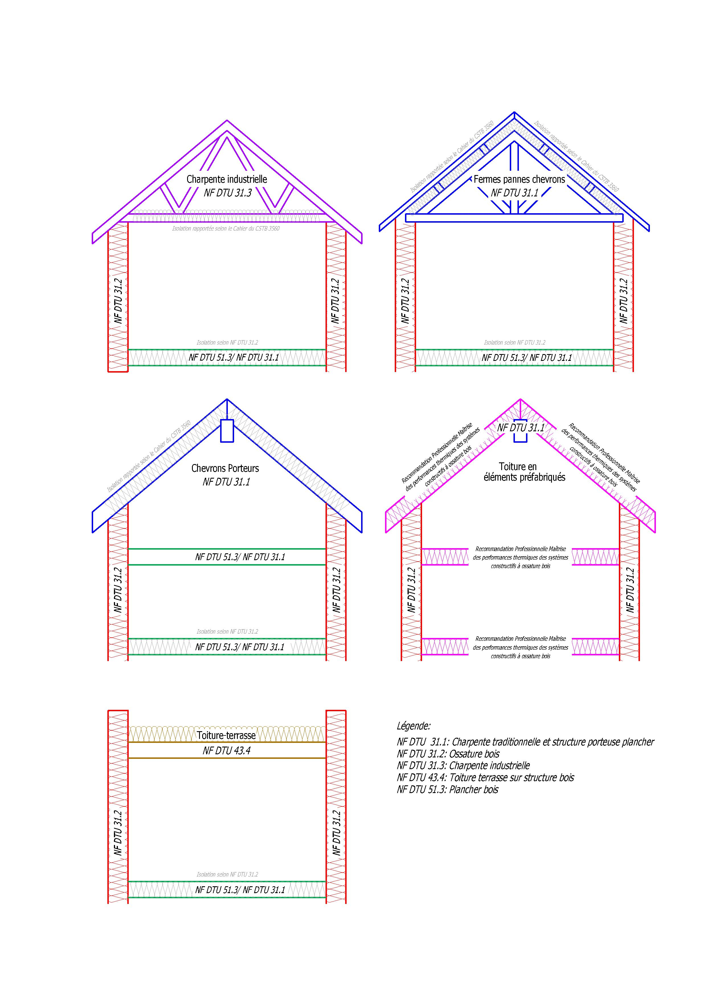 Charpente industrielle
NF DTU 31.3
Isolation rapportée selon le Cahier du CSTB 3560
NF DTU 31.2
NF DTU 31.2
Isolation selon NF DTU 31.2
NF DTU 51.3/ NF DTU 31.1
Isolation rapportée selon le Cahier du CSTB 3560
Isolation rapportée selon le Cahier du CSTB 3560
Fermes pannes chevrons
NF DTU 31.1
NF DTU 31.2
NF DTU 31.2
Isolation selon NF DTU 31.2
NF DTU 51.3/ NF DTU 31.1
Isolation rapportée selon le Cahier du CSTB 3560
Chevrons Porteurs
NF DTU 31.1
NF DTU 51.3/ NF DTU 31.1
NF DTU 31.2
NF DTU 31.2
Isolation selon NF DTU 31.2
NF DTU 51.3/ NF DTU 31.1
NF DTU 31.1
Recommandation Professionnelle Maîtrise
des performances thermiques des systèmes
constructifs à ossature bois
Recommandation Professionnelle Maîtrise
des performances thermiques des systèmes
constructifs à ossature bois
Toiture en
éléments préfabriqués
Recommandation Professionnelle Maîtrise
des performances thermiques des systèmes
constructifs à ossature bois
NF DTU 31.2
NF DTU 31.2
Recommandation Professionnelle Maîtrise
des performances thermiques des systèmes
constructifs à ossature bois
Toiture-terrasse
NF DTU 43.4
NF DTU 31.2
NF DTU 31.2
Isolation selon NF DTU 31.2
NF DTU 51.3/ NF DTU 31.1
Légende:
NF DTU  31.1: Charpente traditionnelle et structure porteuse plancher
NF DTU 31.2: Ossature bois
NF DTU 31.3: Charpente industrielle
NF DTU 43.4: Toiture terrasse sur structure bois
NF DTU 51.3: Plancher bois